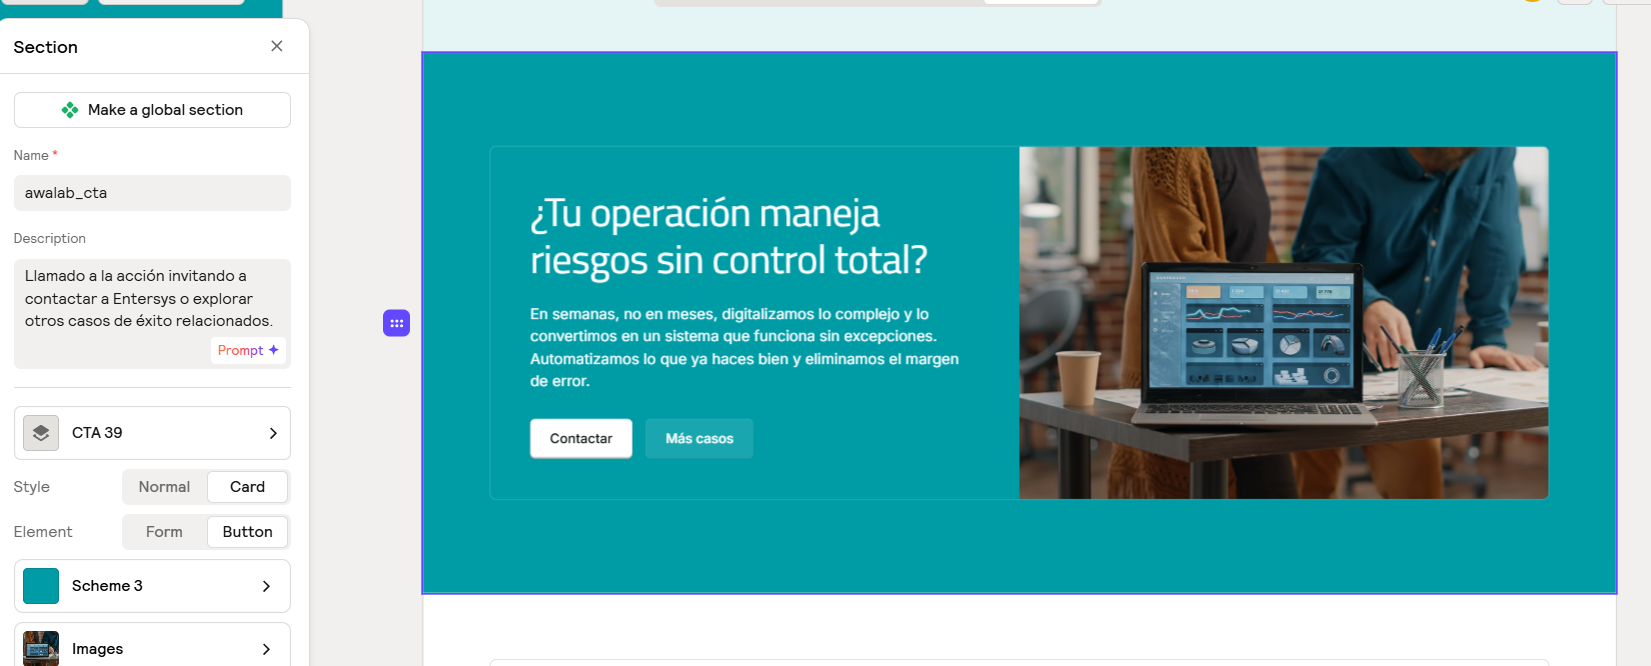 Section
Make a global section
Name *
awalab_cta
Description
Llamado a la acción invitando a
contactar a Entersys o explorar
otros casos de éxito relacionados.
Prompt
CTA 39
Style
Normal
Card
Element
Form
Button
Scheme 3
Images
¿Tu operación maneja
riesgos sin control total?
En semanas, no en meses, digitalizamos lo complejo y lo
convertimos en un sistema que funciona sin excepciones.
Automatizamos lo que ya haces bien y eliminamos el margen
de error.
Contactar
Más casos